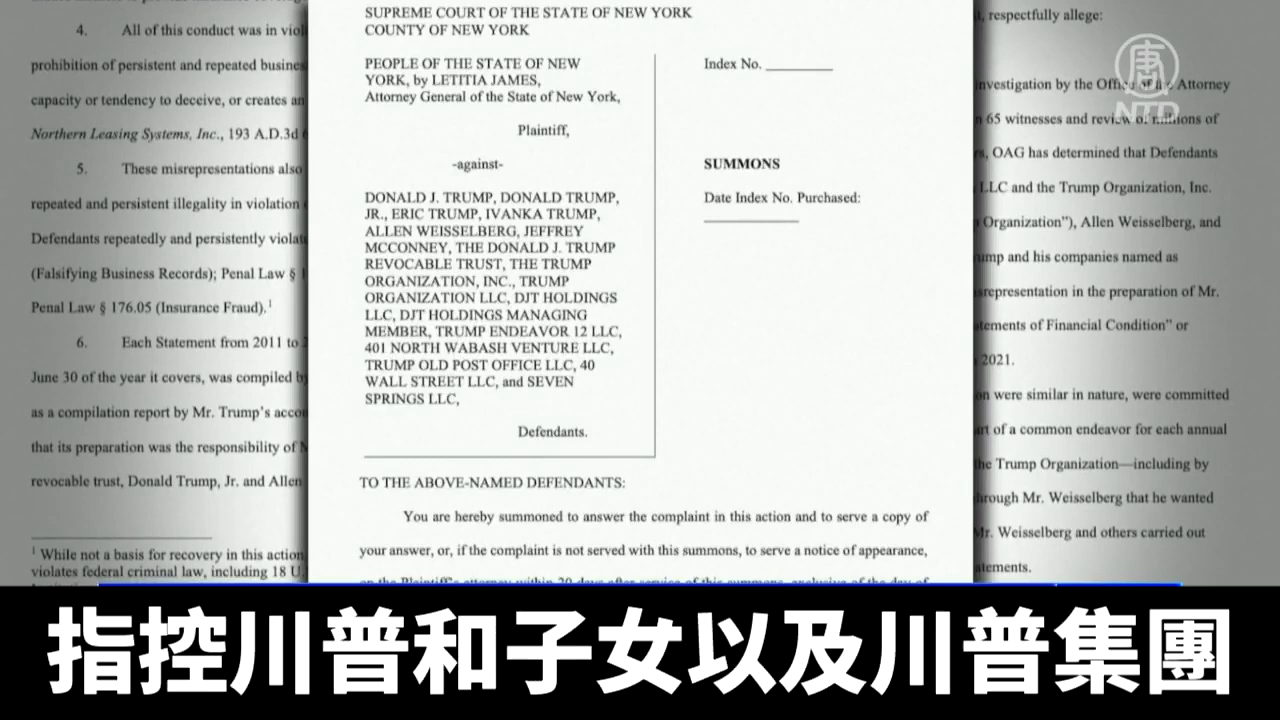 4. All of this conduct was in
prohibition of persistent and repeated
capacity or tendency to deceive, or creates an
Northern Leasing Systems, Inc., 193 A.D.3d
5. These misrepresentations also
repeated and persistent illegality in violation
Defendants repeatedly and persistently
(Falsifying Business Records); Penal Law §
Penal Law § 176.05 (Insurance Fraud).1
6. Each Statement from 2011 to
June 30 of the year it covers, was compiled
as a compilation report by Mr. Trump's
that its preparation was the responsibility of
revocable trust, Donald Trump, Jr. and Allen
1 While not a basis for recovery in this action
violates federal criminal law, including 18 U.
SUPREME COURT OF THE STATE OF NEW YORK
COUNTY OF NEW YORK
PEOPLE OF THE STATE OF NEW
YORK, by LETITIA JAMES,
Attorney General of the State of New York,
Plaintiff,
-against-
DONALD J. TRUMP, DONALD TRUMP,
JR., ERIC TRUMP, IVANKA TRUMP,
ALLEN WEISSELBERG, JEFFREY
MCCONNEY, THE DONALD J. TRUMP
REVOCABLE TRUST, THE TRUMP
ORGANIZATION, INC., TRUMP
ORGANIZATION LLC, DJT HOLDINGS
LLC, DJT HOLDINGS MANAGING
MEMBER, TRUMP ENDEAVOR 12 LLC,
401 NORTH WABASH VENTURE LLC,
TRUMP OLD POST OFFICE LLC, 40
WALL STREET LLC, and SEVEN
SPRINGS LLC,
Defendants.
Index No. ________
SUMMONS
Date Index No. Purchased:
TO THE ABOVE-NAMED DEFENDANTS:
You are hereby summoned to answer the complaint in this action and to serve a copy of
your answer, or, if the complaint is not served with this summons, to serve a notice of appearance,
, respectfully allege:
investigation by the Office of the Attorney
65 witnesses and review of millions of
OAG has determined that Defendants
LLC and the Trump Organization, Inc.
Organization"), Allen Weisselberg, and
and his companies named as
in the preparation of Mr.
of Financial Condition" or
2021.
were similar in nature, were committed
of a common endeavor for each annual
the Trump Organization—including by
through Mr. Weisselberg that he wanted
Mr. Weisselberg and others carried out
唐
NTD
指控川普和子女以及川普集團